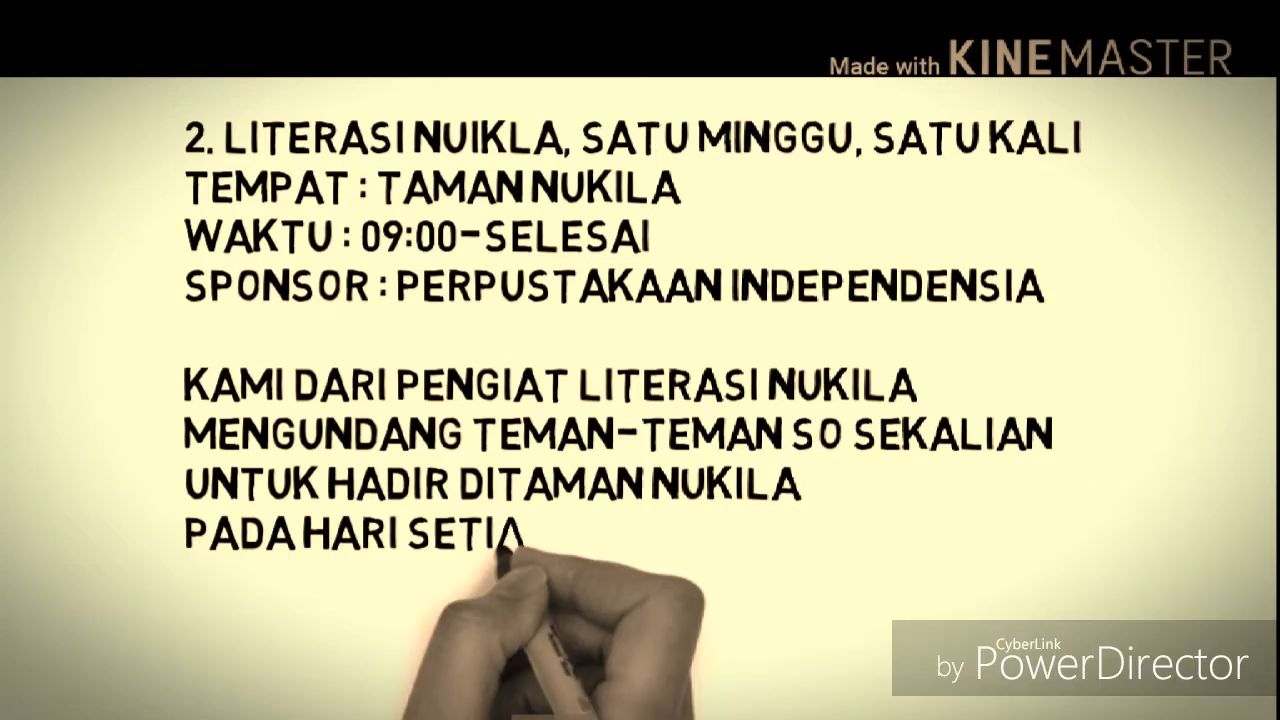 Made with KINEMASTER
2. LITERASI NUIKLA, SATU MINGGU, SATU KALI
TEMPAT : TAMAN NUKILA
WAKTU : 09:00-SELESAI
SPONSOR : PERPUSTAKAAN INDEPENDENSIA
KAMI DARI PENGIAT LITERASI NUKILA
MENGUNDANG TEMAN-TEMAN SO SEKALIAN
UNTUK HADIR DITAMAN NUKILA
PADA HARI SETIA
CyberLink
by PowerDirector